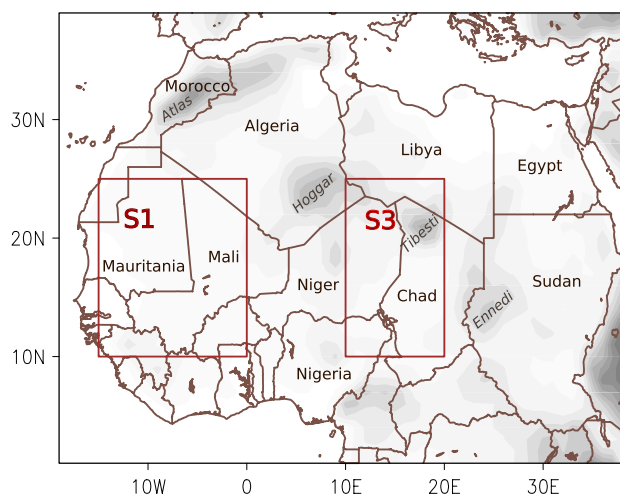 Morocco
Atlas
30N
Algeria
Libya
Egypt
Hoggar
S1
S3
20N
Tibesti
Mauritania
Mali
Niger
Chad
Sudan
Ennedi
10N
Nigeria
10W
0
10E
20E
30E